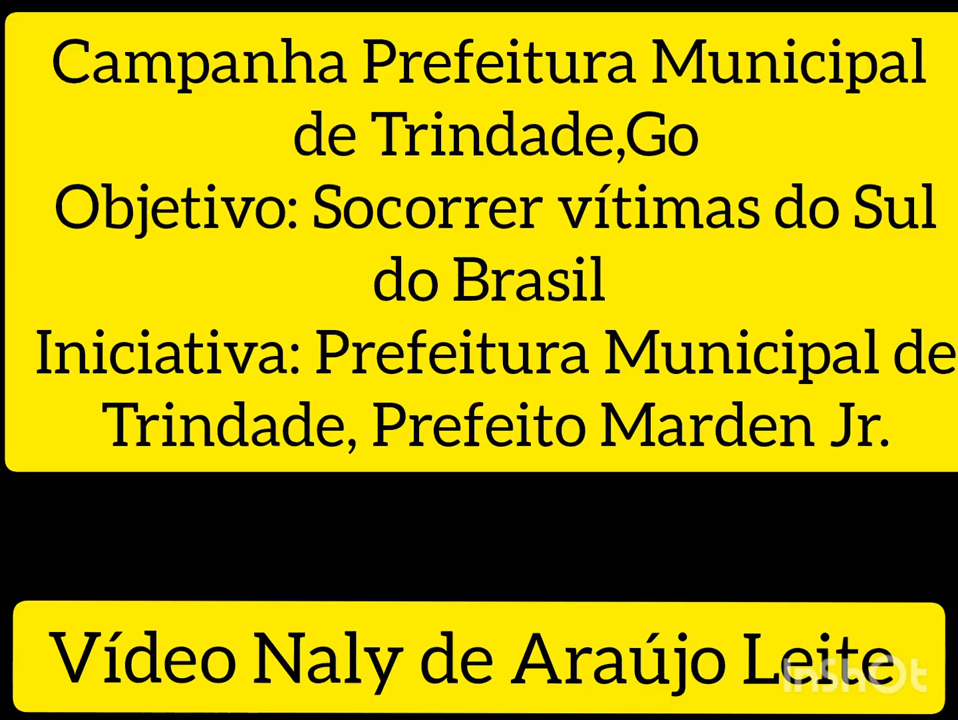 Campanha Prefeitura Municipal
de Trindade,Go
Objetivo: Socorrer vítimas do Sul
do Brasil
Iniciativa: Prefeitura Municipal de
Trindade, Prefeito Marden Jr.
Vídeo Naly de Araújo Leite
InShOt